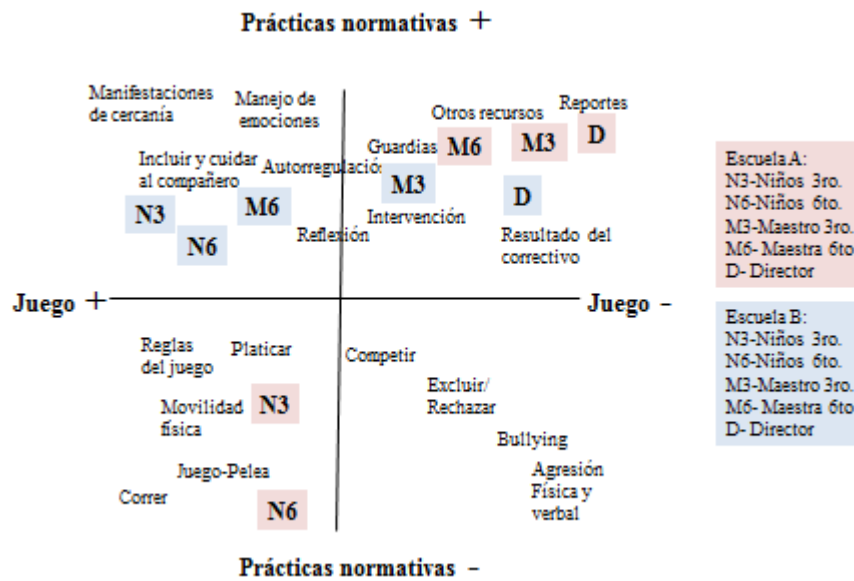 Prácticas normativas +
Manifestaciones
de cercanía
Manejo de
emociones
Incluir y cuidar
al compañero
Autorregulación
N3
N6
M6
Reflexión
Reportes
Otros recursos
Guardias
M6
M3
D
M3
D
Intervención
Resultado del
correctivo
Juego +
Juego -
Reglas
del juego
Platicar
Movilidad
física
N3
Juego-Pelea
Correr
N6
Competir
Excluir/
Rechazar
Bullying
Agresión
Física y
verbal
Prácticas normativas -
Escuela A:
N3-Niños 3ro.
N6-Niños 6to.
M3-Maestro 3ro.
M6- Maestra 6to
D- Director
Escuela B:
N3-Niños 3ro.
N6-Niños 6to.
M3-Maestro 3ro.
M6- Maestra 6to
D- Director